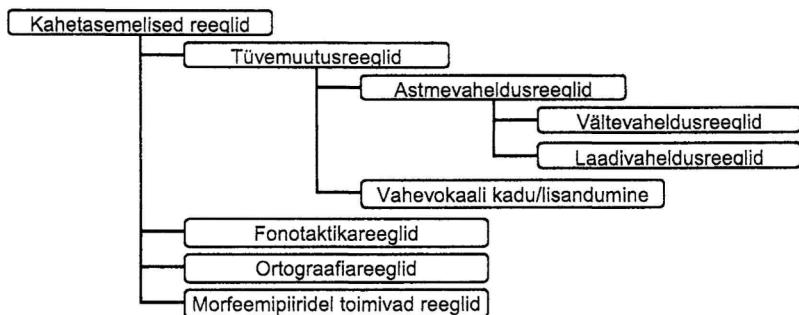 Kahetasemelised reeglid
Tüvemuutusreeglid
Astmevaheldusreeglid
Vältevaheldusreeglid
Laadivaheldusreeglid
Vahevokaali kadu/lisandumine
Fonotaktikareeglid
Ortograafiareeglid
Morfeemipiiridel toimivad reeglid